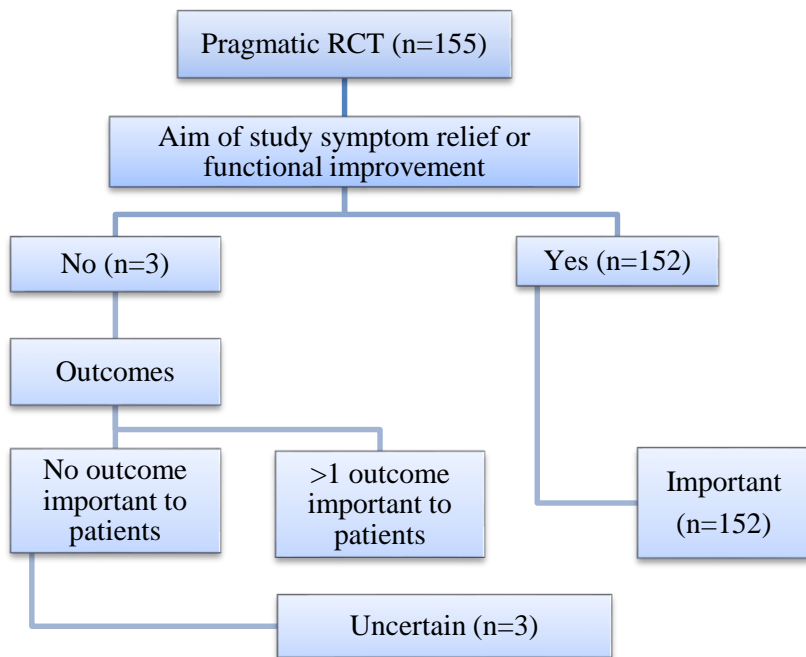 Pragmatic RCT (n=155)
Aim of study symptom relief or
functional improvement
No (n=3)
Yes (n=152)
Outcomes
No outcome
important to
patients
>1 outcome
important to
patients
Important
(n=152)
Uncertain (n=3)